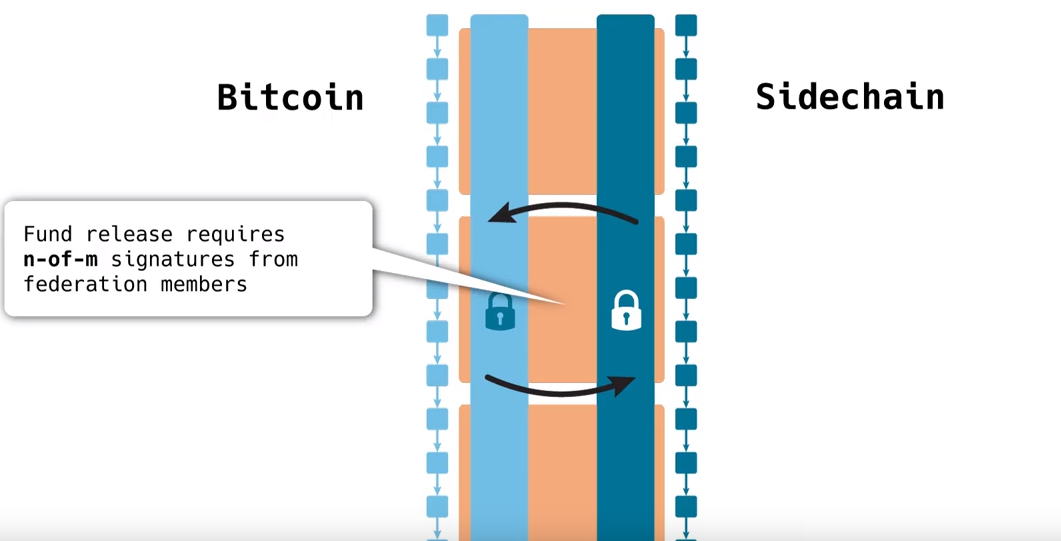 Bitcoin
Sidechain
Fund release requires
n-of-m signatures from
federation members